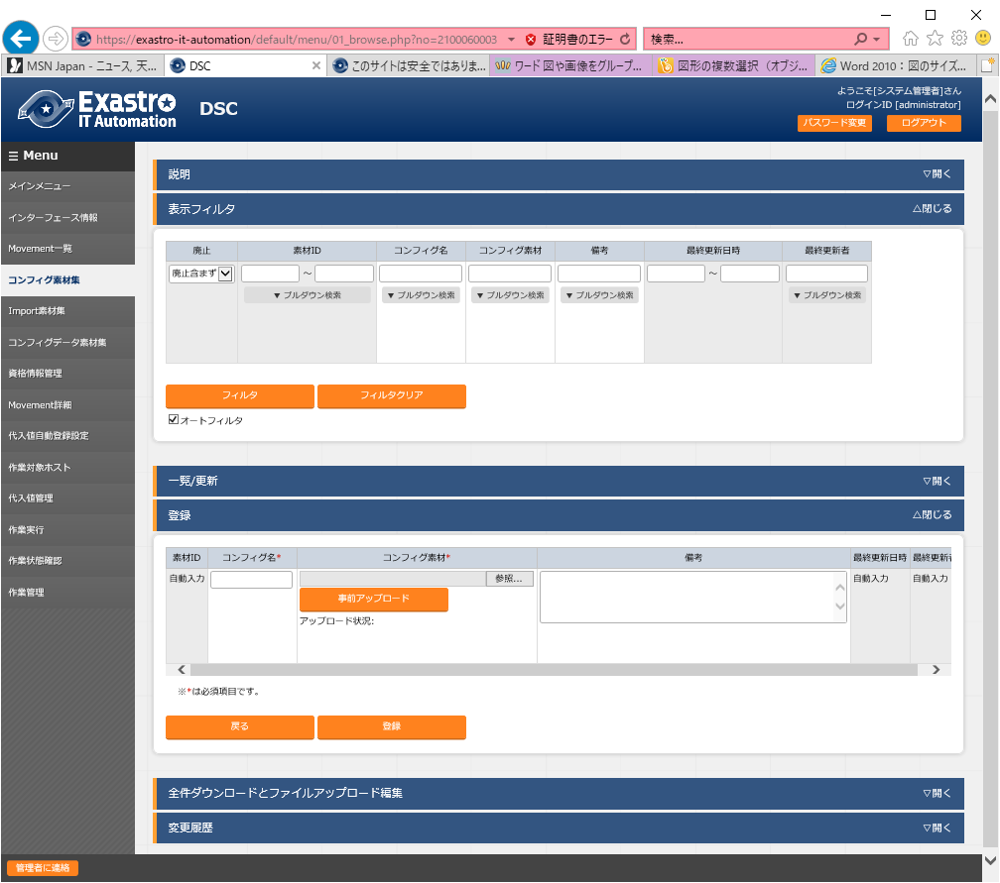 https://exastro-it-automation/default/menu/01_browse.php?no=2100060003 証明書のエラー 検索...
MSN Japan - ニュース, 天... DSC このサイトは安全ではありま... ワード 図や画像をグループ... 図形の複数選択（オブジ... Word 2010：図のサイズ...
Exastro IT Automation DSC
ようこそ[システム管理者]さん
ログインID [administrator]
パスワード変更 ログアウト
☰ Menu
メインメニュー
インターフェース情報
Movement一覧
コンフィグ素材集
Import素材集
コンフィグデータ素材集
資格情報管理
Movement詳細
代入値自動登録設定
作業対象ホスト
代入値管理
作業実行
作業状態確認
作業管理
説明 ▽開く
表示フィルタ △閉じる
廃止 素材ID コンフィグ名 コンフィグ素材 備考 最終更新日時 最終更新者
廃止含まず ～ ～
▼プルダウン検索 ▼プルダウン検索 ▼プルダウン検索 ▼プルダウン検索 ▼プルダウン検索
フィルタ フィルタクリア
オートフィルタ
一覧/更新 ▽開く
登録 △閉じる
素材ID コンフィグ名* コンフィグ素材* 備考 最終更新日時 最終更新者
自動入力 参照... 自動入力 自動入力
事前アップロード
アップロード状況:
※*は必須項目です。
戻る 登録
全件ダウンロードとファイルアップロード編集 ▽開く
変更履歴 ▽開く
管理者に連絡